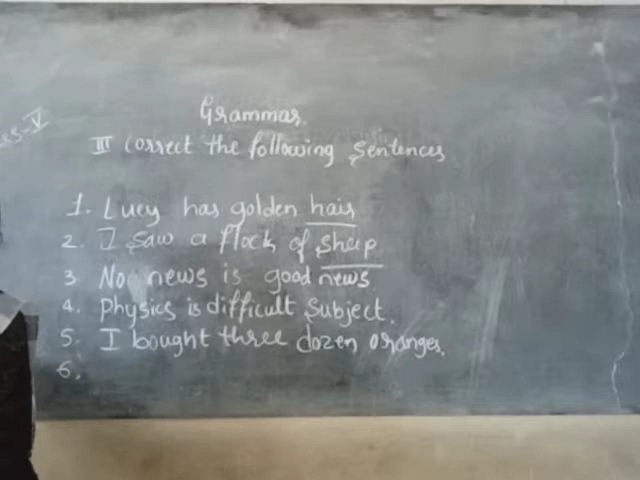 Grammar
III Correct the following sentences
1. Lucy has golden hair
2. I saw a flock of sheep
3 No news is good news
4. Physics is difficult Subject.
5. I bought three dozen oranges.
6.